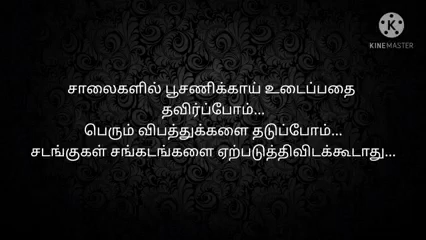 KINEMASTER
சாலைகளில் பூசணிக்காய் உடைப்பதை
தவிர்ப்போம்...
பெரும் விபத்துக்களை தடுப்போம்...
சடங்குகள் சங்கடங்களை ஏற்படுத்திவிடக்கூடாது...